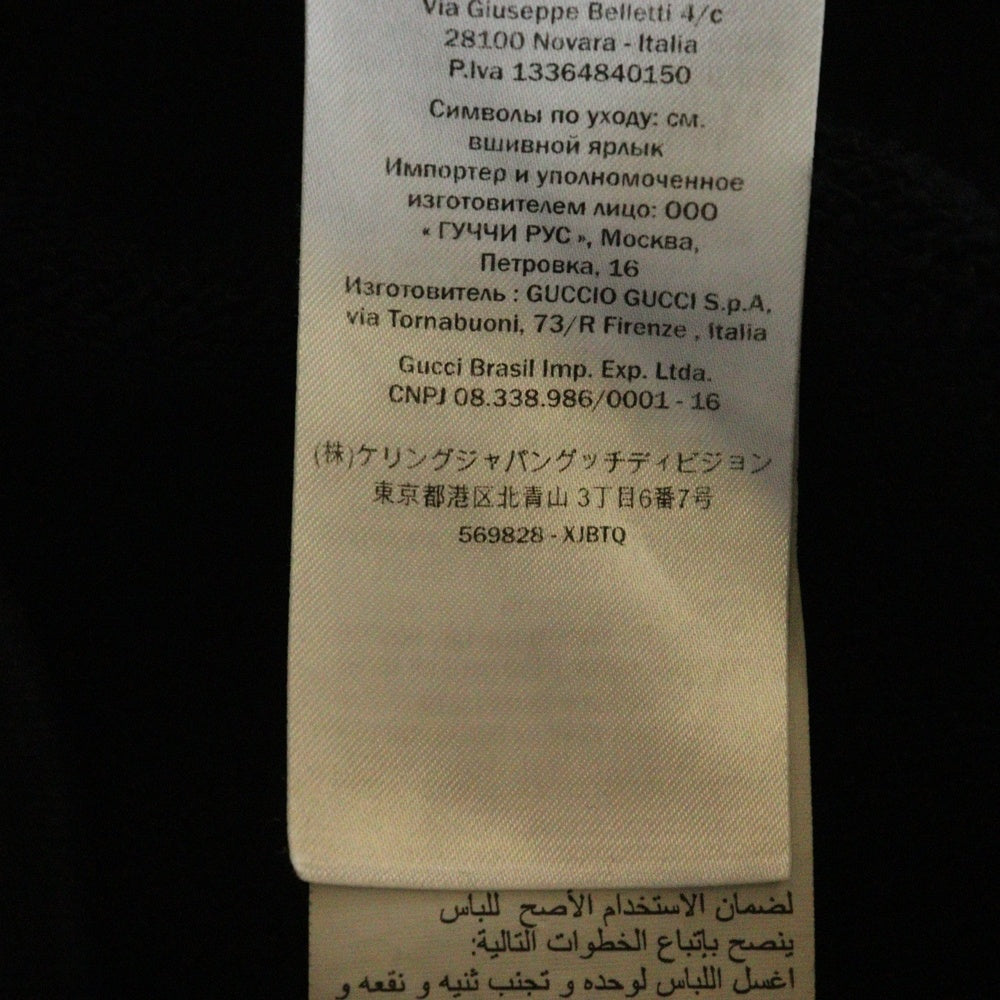 Via Giuseppe Belletti 4/c
28100 Novara - Italia
P.Iva 13364840150
Символы по уходу: см.
вшивной ярлык
Импортер и уполномоченное
изготовителем лицо: ООО
« ГУЧЧИ РУС », Москва,
Петровка, 16
Изготовитель : GUCCIO GUCCI S.p.A,
via Tornabuoni, 73/R Firenze , Italia
Gucci Brasil Imp. Exp. Ltda.
CNPJ 08.338.986/0001 - 16
(株)ケリングジャパングッチディビジョン
東京都港区北青山 3丁目6番7号
569828 - XJBTQ
لضمان الاستخدام الأصح للباس
ينصح بإتباع الخطوات التالية:
اغسل اللباس لوحده و تجنب ثنيه و نقعه و